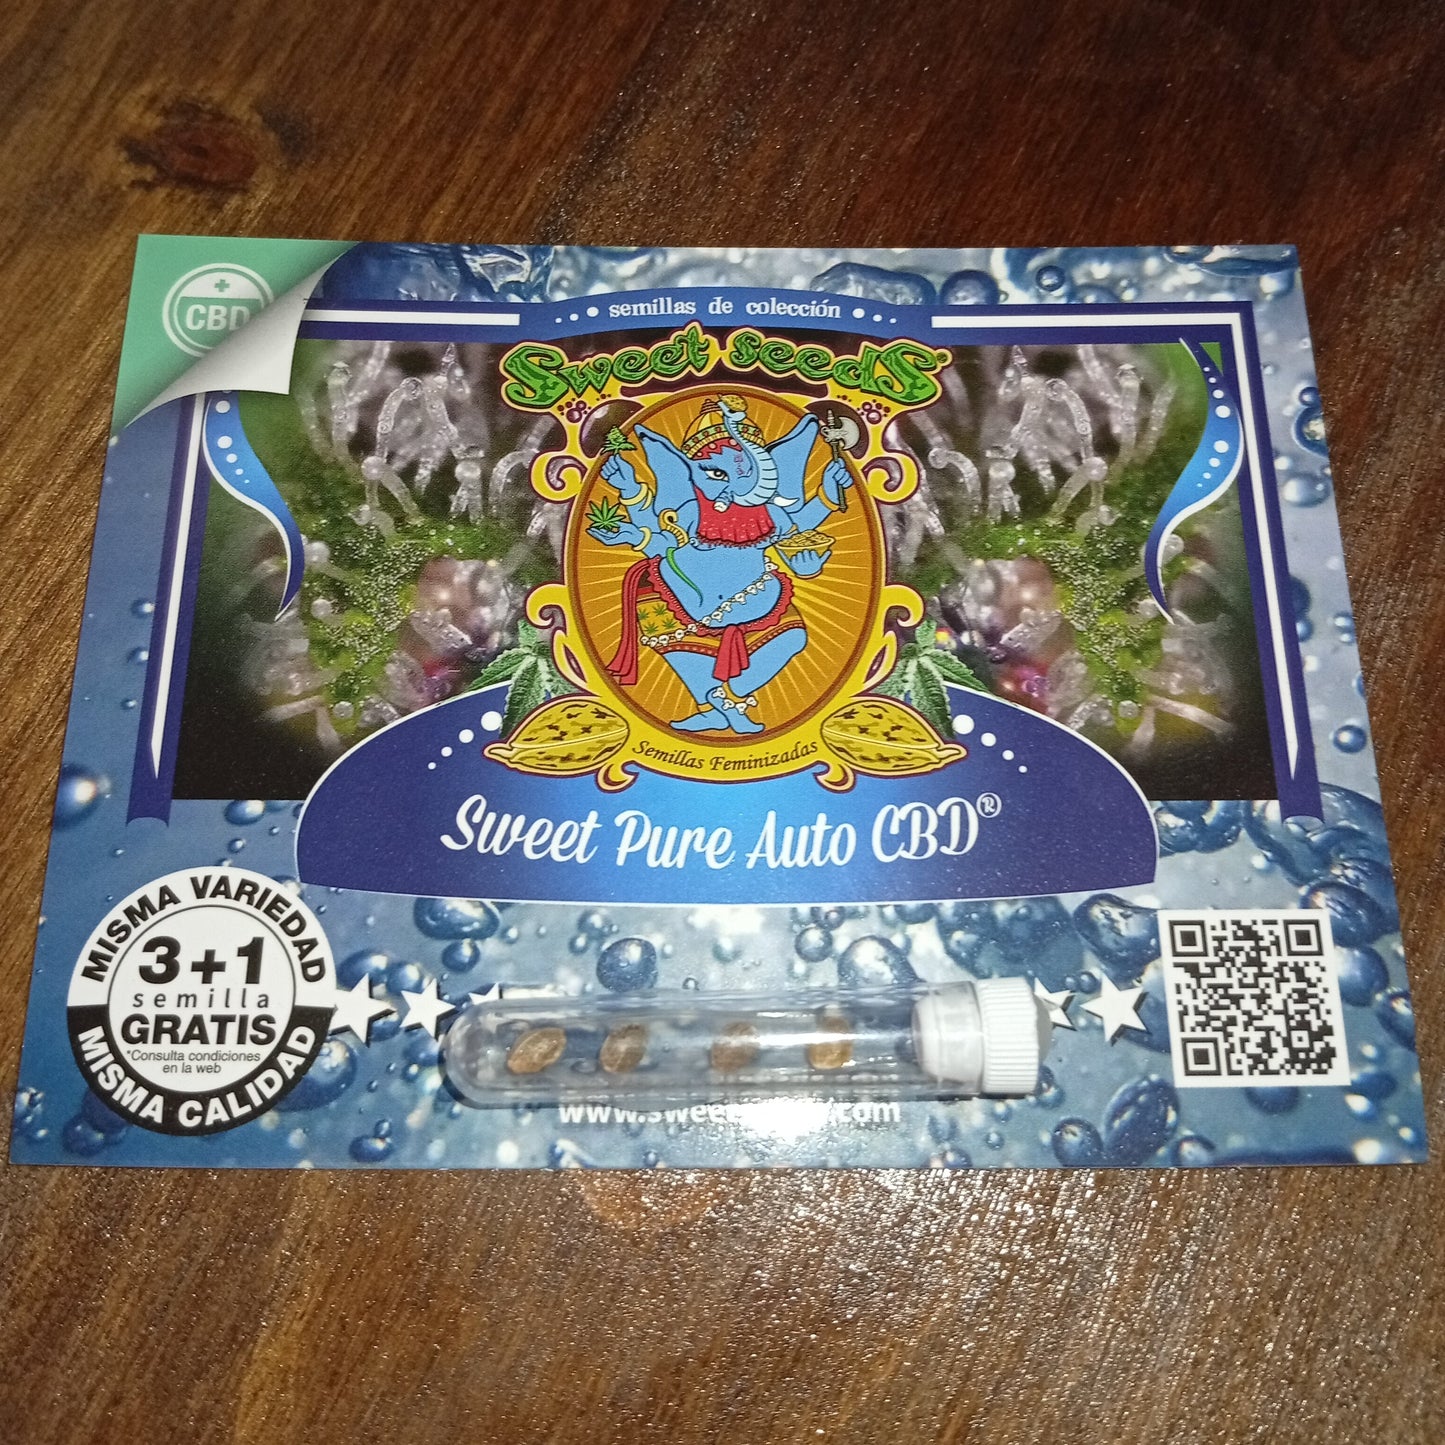 CBD
semillas de colección
Sweet seeds®
Semillas Feminizadas
Sweet Pure Auto CBD®
MISMA VARIEDAD
3+1
semilla
GRATIS
*Consulta condiciones
en la web
MISMA CALIDAD